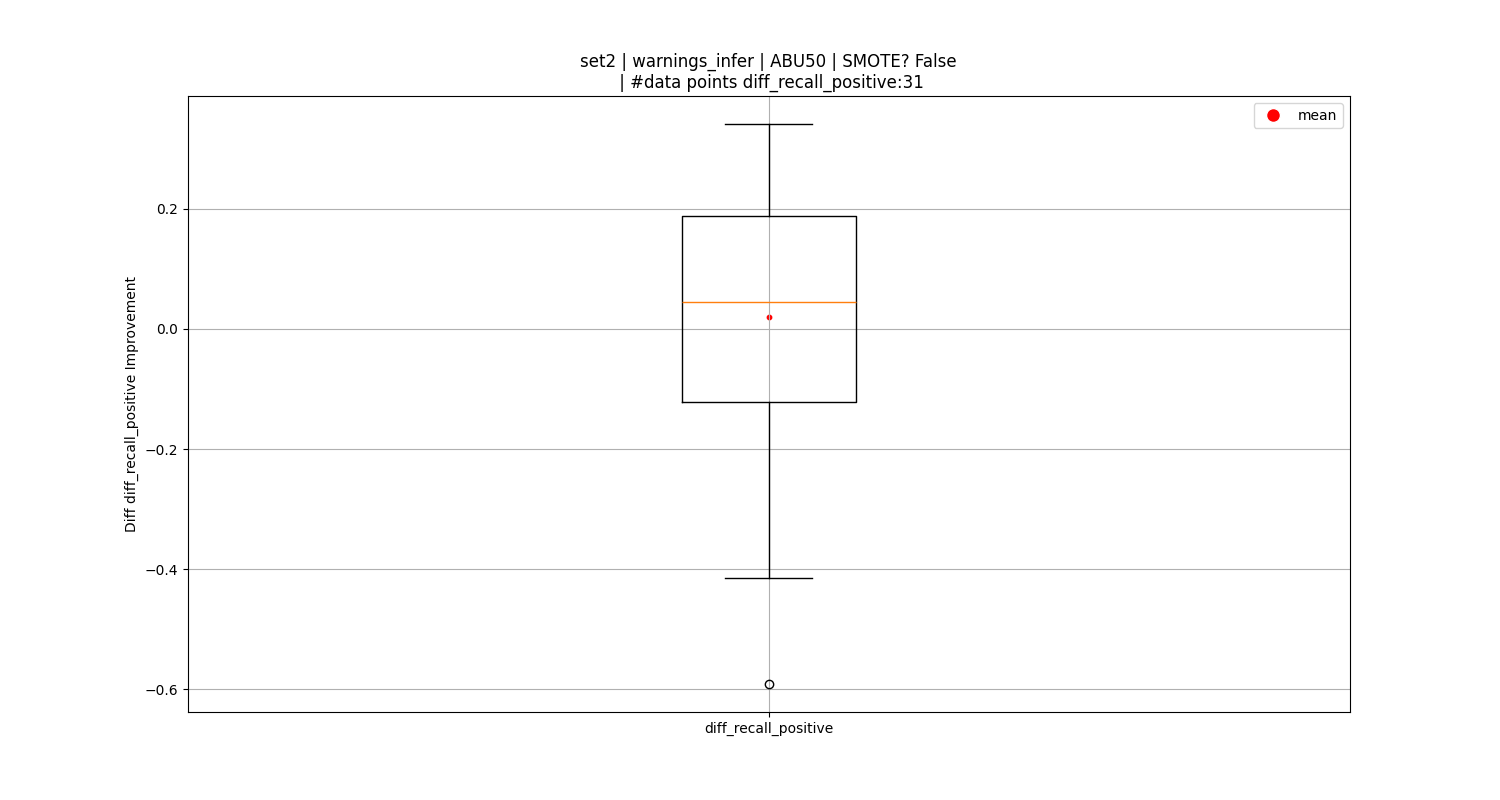 set2 | warnings_infer | ABU50 | SMOTE? False
| #data points diff_recall_positive:31
mean
0.2
0.0
−0.2
−0.4
−0.6
Diff diff_recall_positive Improvement
diff_recall_positive